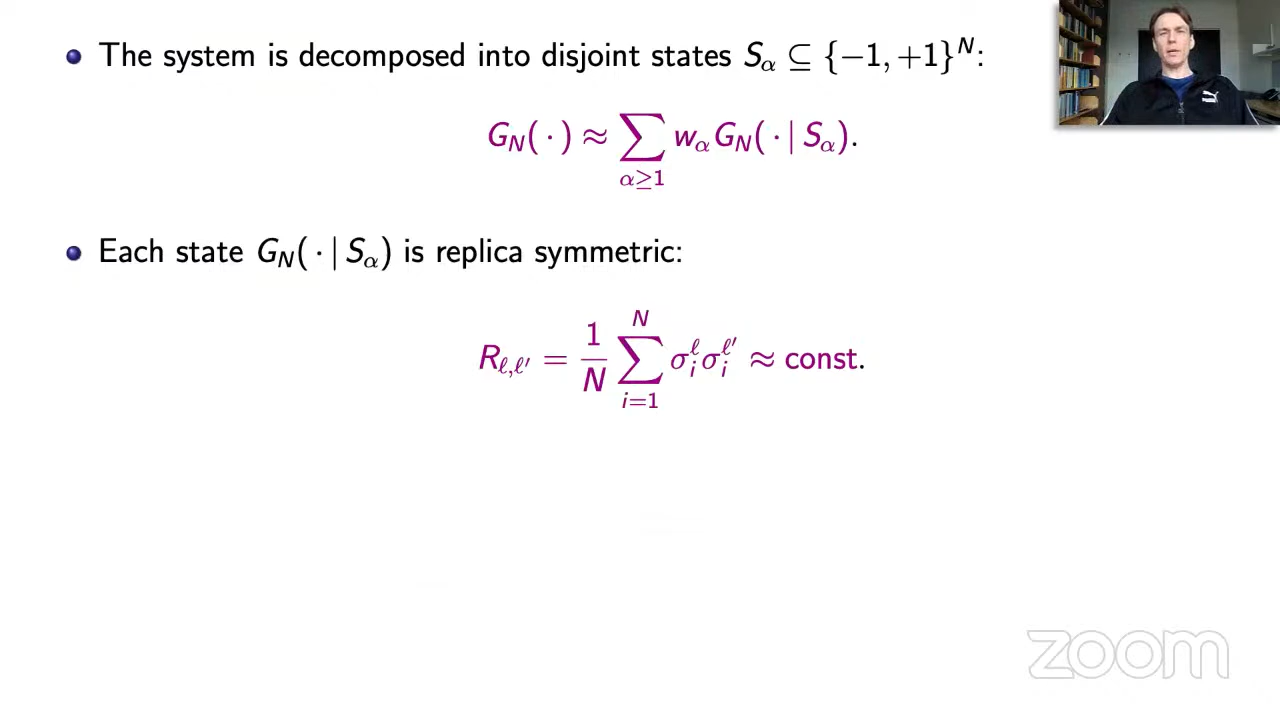 The system is decomposed into disjoint states S_α ⊆ {−1, +1}^N:
G_N( · ) ≈ ∑_{α≥1} w_α G_N( · | S_α).
Each state G_N( · | S_α) is replica symmetric:
R_{ℓ,ℓ′} = 1/N ∑_{i=1}^{N} σ_i^ℓ σ_i^{ℓ′} ≈ const.
zoom